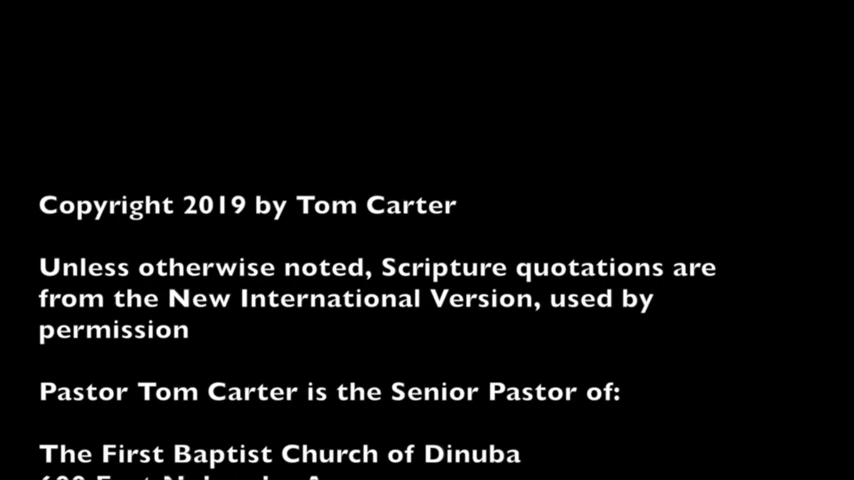 Copyright 2019 by Tom Carter
Unless otherwise noted, Scripture quotations are
from the New International Version, used by
permission
Pastor Tom Carter is the Senior Pastor of:
The First Baptist Church of Dinuba